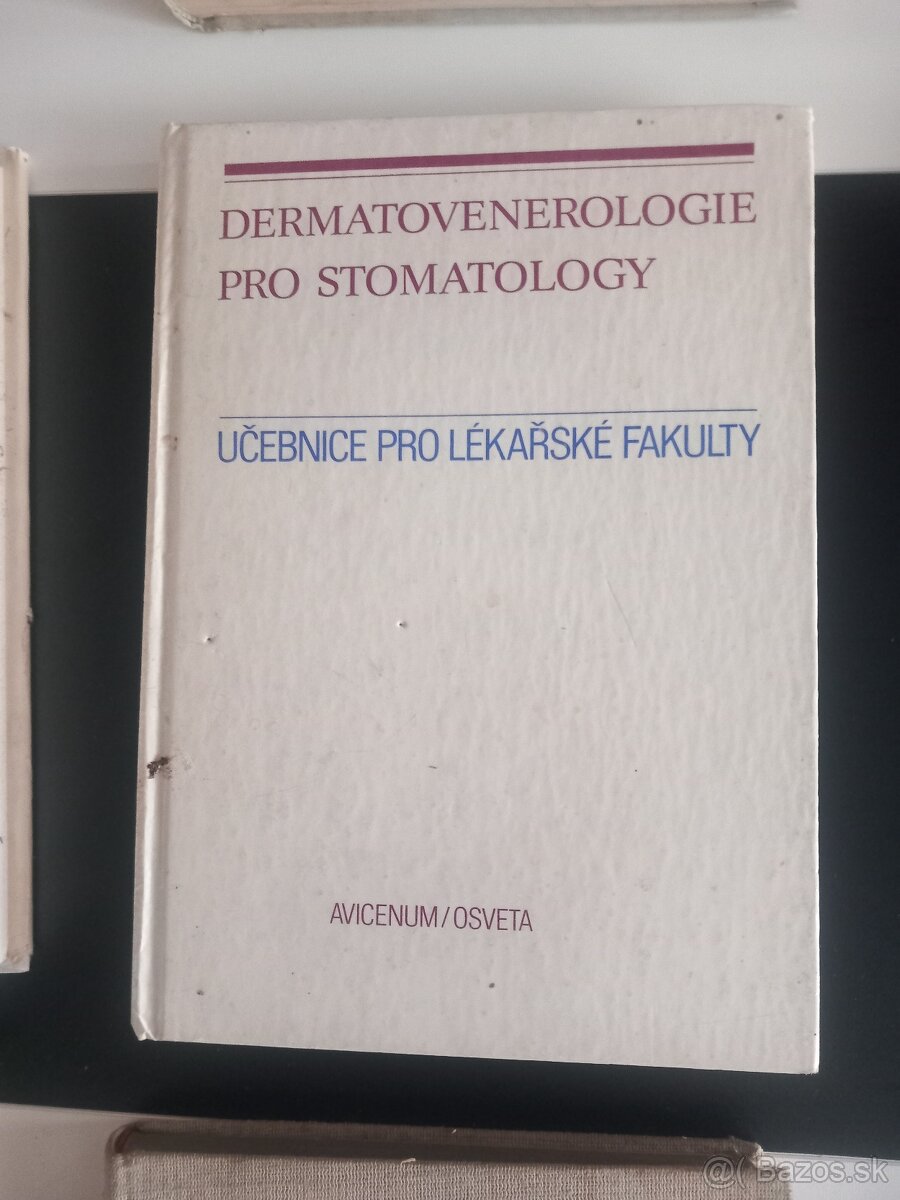 DERMATOVENEROLOGIE
PRO STOMATOLOGY
UČEBNICE PRO LÉKAŘSKÉ FAKULTY
AVICENUM/OSVETA
@( Bazos.sk